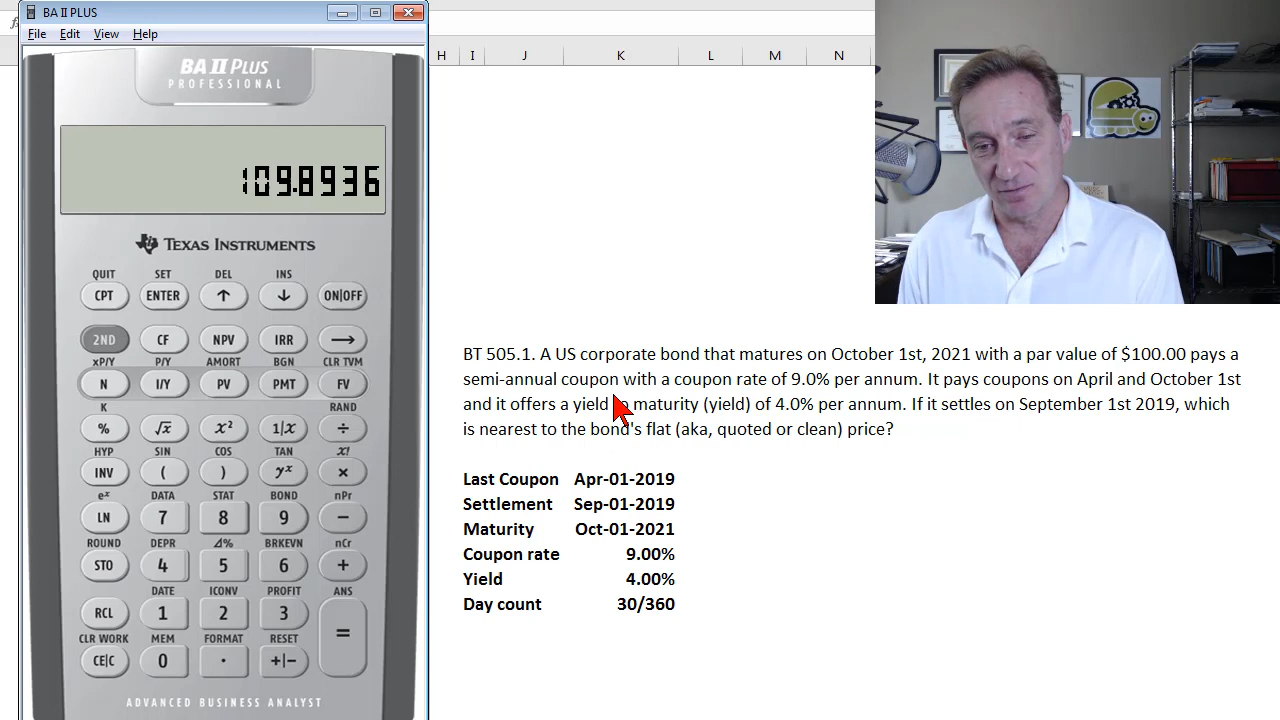 BA II PLUS
File Edit View Help
H I J K L M N
BA II PLUS
PROFESSIONAL
109.8936
TEXAS INSTRUMENTS
QUIT SET DEL INS
CPT ENTER ↑ ↓ ON|OFF
2ND CF NPV IRR →
xP/Y P/Y AMORT BGN CLR TVM
N I/Y PV PMT FV
K RAND
% √x x² 1/x ÷
HYP SIN COS TAN x!
INV ( ) yˣ ×
eˣ DATA STAT BOND nPr
LN 7 8 9 −
ROUND DEPR Δ% BRKEVN nCr
STO 4 5 6 +
DATE ICONV PROFIT ANS
RCL 1 2 3 =
CLR WORK MEM FORMAT RESET
CE|C 0 . +|−
ADVANCED BUSINESS ANALYST
BT 505.1. A US corporate bond that matures on October 1st, 2021 with a par value of $100.00 pays a
semi-annual coupon with a coupon rate of 9.0% per annum. It pays coupons on April and October 1st
and it offers a yield maturity (yield) of 4.0% per annum. If it settles on September 1st 2019, which
is nearest to the bond's flat (aka, quoted or clean) price?
Last Coupon Apr-01-2019
Settlement Sep-01-2019
Maturity Oct-01-2021
Coupon rate 9.00%
Yield 4.00%
Day count 30/360